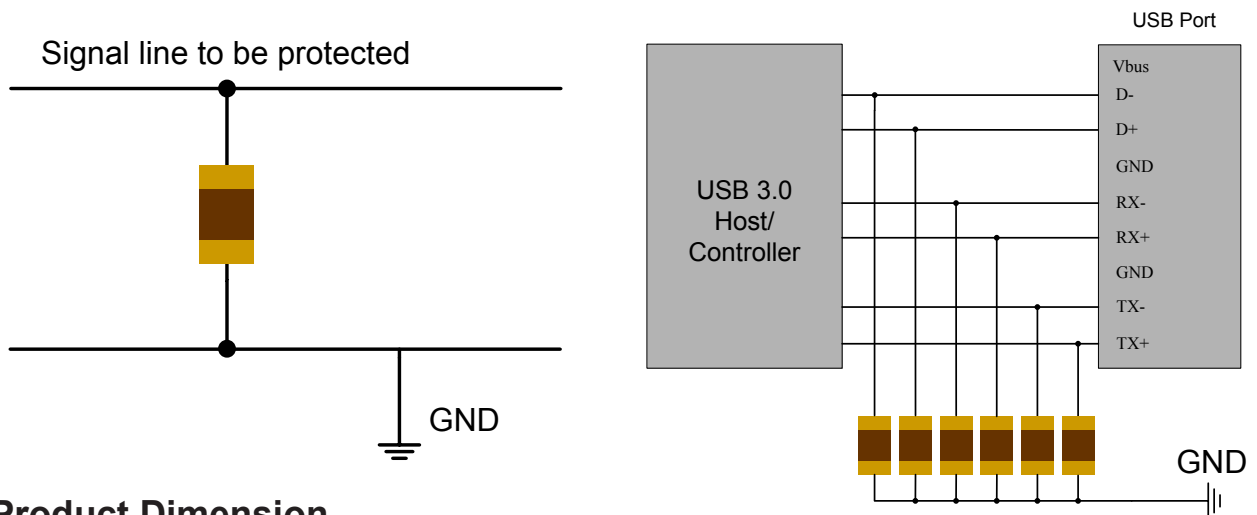 Signal line to be protected
GND
USB Port
USB 3.0
Host/
Controller
Vbus
D-
D+
GND
RX-
RX+
GND
TX-
TX+
GND
Product Dimension